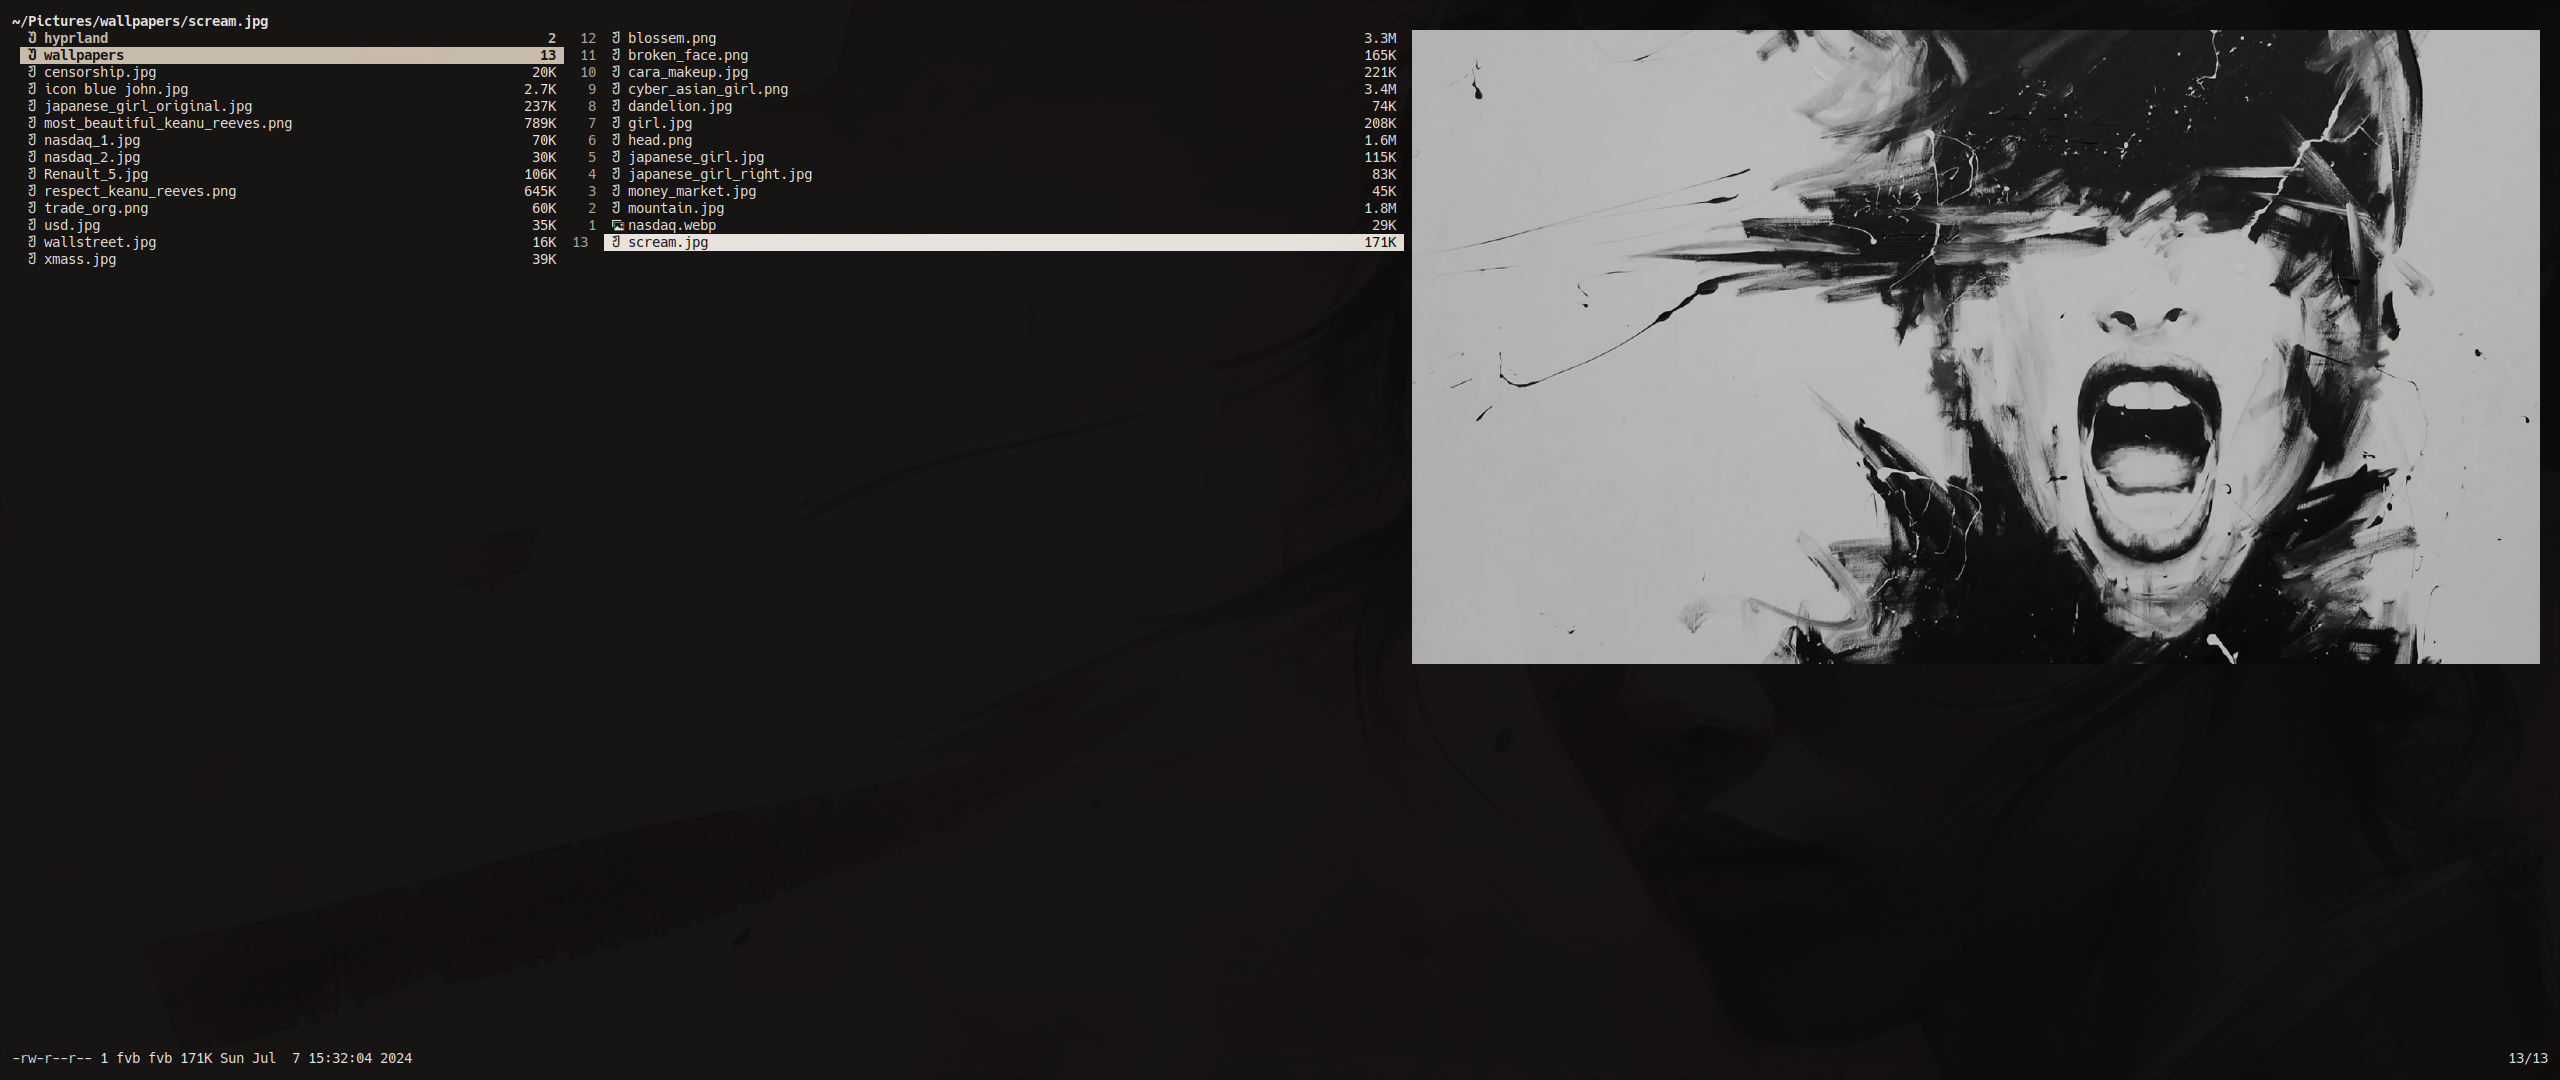 ~/Pictures/wallpapers/scream.jpg
hyprland 2
wallpapers 13
censorship.jpg 20K
icon blue john.jpg 2.7K
japanese_girl_original.jpg 237K
most_beautiful_keanu_reeves.png 789K
nasdaq_1.jpg 70K
nasdaq_2.jpg 30K
Renault_5.jpg 106K
respect_keanu_reeves.png 645K
trade_org.png 60K
usd.jpg 35K
wallstreet.jpg 16K
xmass.jpg 39K
12 blossem.png 3.3M
11 broken_face.png 165K
10 cara_makeup.jpg 221K
9 cyber_asian_girl.png 3.4M
8 dandelion.jpg 74K
7 girl.jpg 208K
6 head.png 1.6M
5 japanese_girl.jpg 115K
4 japanese_girl_right.jpg 83K
3 money_market.jpg 45K
2 mountain.jpg 1.8M
1 nasdaq.webp 29K
13 scream.jpg 171K
-rw-r--r-- 1 fvb fvb 171K Sun Jul  7 15:32:04 2024
13/13